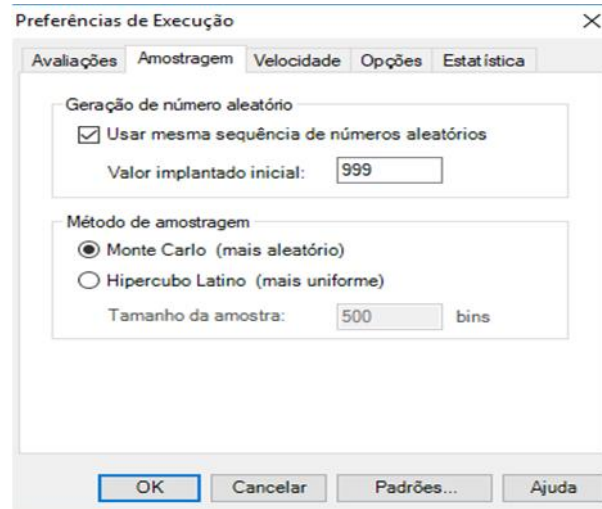 Preferências de Execução
Avaliações Amostragem Velocidade Opções Estatística
Geração de número aleatório
Usar mesma sequência de números aleatórios
Valor implantado inicial: 999
Método de amostragem
Monte Carlo (mais aleatório)
Hipercubo Latino (mais uniforme)
Tamanho da amostra: 500 bins
OK Cancelar Padrões... Ajuda